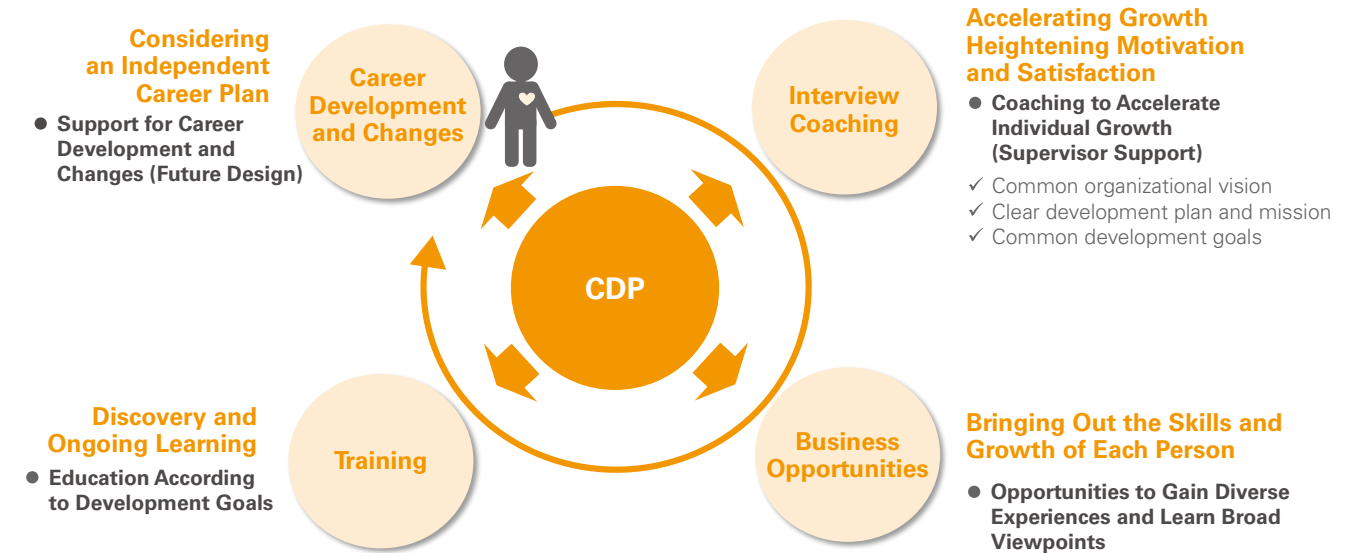 Considering
an Independent
Career Plan
● Support for Career
Development and
Changes (Future Design)
Career
Development
and Changes
Interview
Coaching
Accelerating Growth
Heightening Motivation
and Satisfaction
● Coaching to Accelerate
Individual Growth
(Supervisor Support)
✓ Common organizational vision
✓ Clear development plan and mission
✓ Common development goals
CDP
Discovery and
Ongoing Learning
● Education According
to Development Goals
Training
Business
Opportunities
Bringing Out the Skills and
Growth of Each Person
● Opportunities to Gain Diverse
Experiences and Learn Broad
Viewpoints